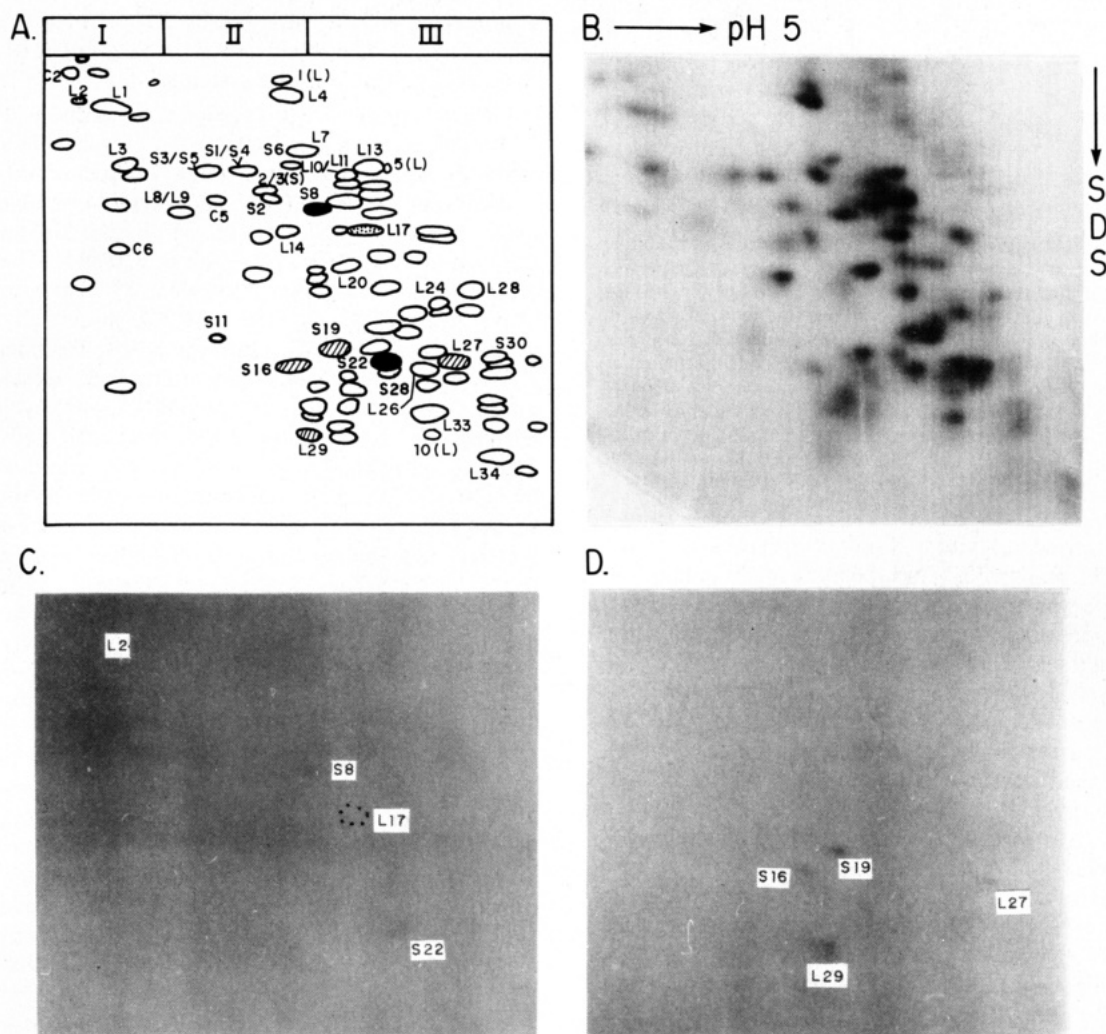 A.
I II III
B. pH 5
S
D
S
C2
L2 L1
1(L)
L4
L3
S3/S5 S1/S4 S6 L7
L10/L11 L13 5(L)
2/3(S)
L8/L9 C5 S2 S8
L17
C6 L14
L20 L24 L28
S11 S19 L27 S30
S16 S22
S28
L26
L33
L29 10(L)
L34
C.
L2
S8
L17
S22
D.
S16 S19
L27
L29